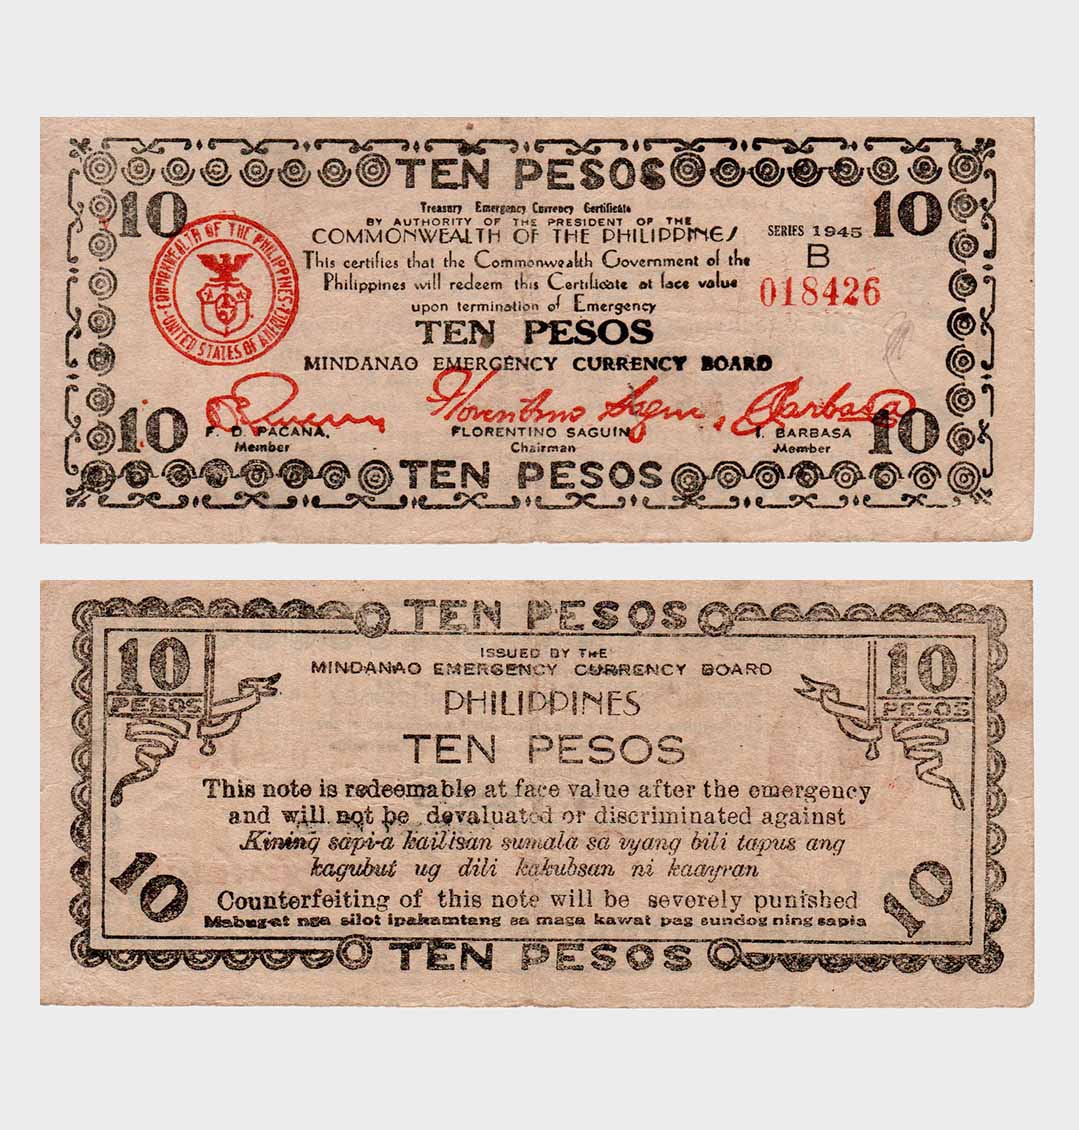 TEN PESOS
10
10
Treasury Emergency Currency Certificate
BY AUTHORITY OF THE PRESIDENT OF THE
COMMONWEALTH OF THE PHILIPPINES
SERIES 1945
B
018426
COMMONWEALTH OF THE PHILIPPINES
UNITED STATES OF AMERICA
This certifies that the Commonwealth Government of the
Philippines will redeem this Certificate at face value
upon termination of Emergency
TEN PESOS
MINDANAO EMERGENCY CURRENCY BOARD
Florentino Saguin
Barbasa
10
F. D. PACANA,
Member
FLORENTINO SAGUIN
Chairman
BARBASA
Member
10
TEN PESOS
TEN PESOS
10
PESOS
ISSUED BY THE
MINDANAO EMERGENCY CURRENCY BOARD
PHILIPPINES
TEN PESOS
10
PESOS
This note is redeemable at face value after the emergency
and will not be devaluated or discriminated against
Kining sapi-a kailisan sumala sa uyang bili tapus ang
kagubut ug dili kakubsan ni kaayran
10
10
Counterfeiting of this note will be severely punished
Mabug-at nga silot ipakamtang sa maga kawat pag sundog ning sapia
TEN PESOS